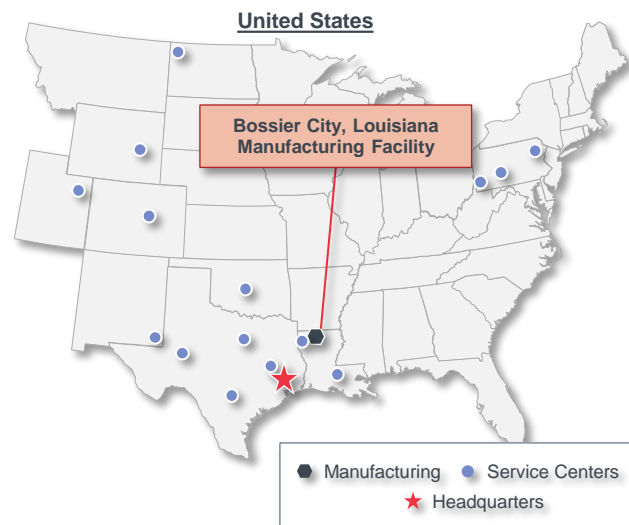 United States
Bossier City, Louisiana
Manufacturing Facility
Manufacturing
Service Centers
Headquarters